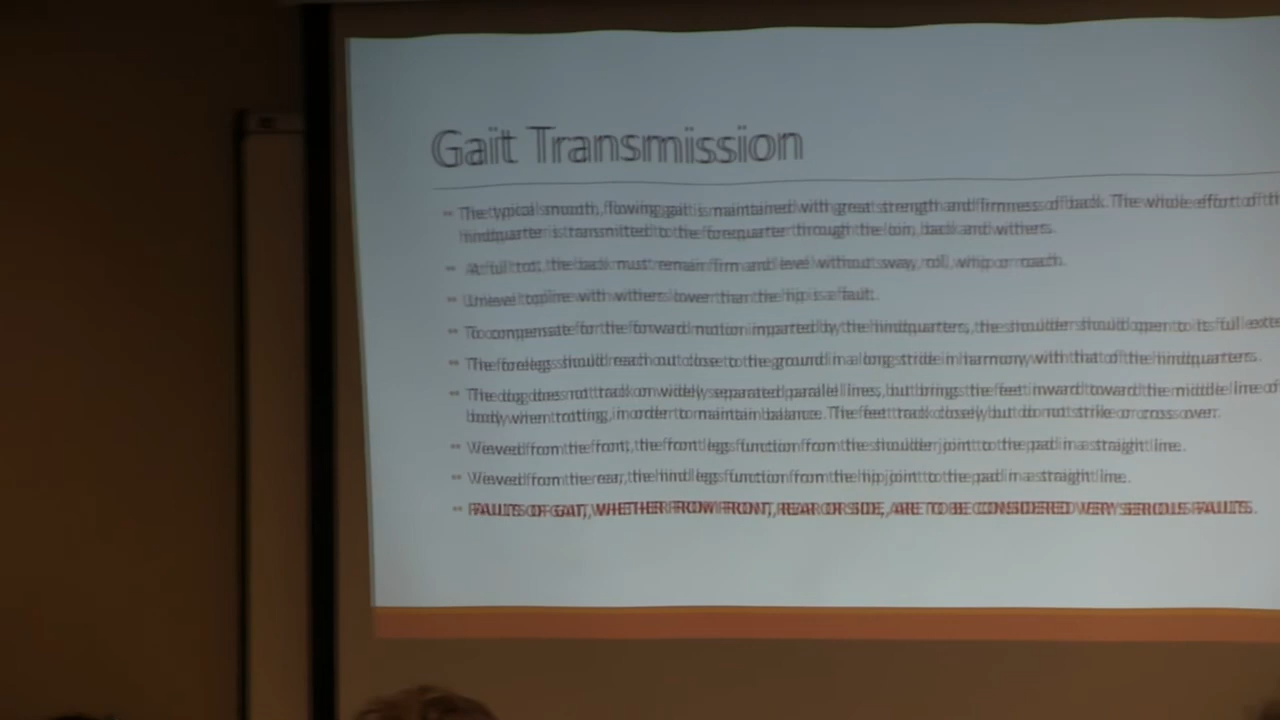 Gait Transmission
The typical smooth, flowing gait is maintained with great strength and firmness of back. The whole effort of th
hindquarter is transmitted to the forequarter through the loin, back and withers.
At full trot, the back must remain firm and level without sway, roll, whip or roach.
Unlevel topline with withers lower than the hip is a fault.
To compensate for the forward motion imparted by the hindquarters, the shoulder should open to its full exte
The forelegs should reach out close to the ground in a long stride in harmony with that of the hindquarters.
The dog does not track on widely separated parallel lines, but brings the feet inward toward the middle line of
body when trotting, in order to maintain balance. The feet track closely but do not strike or cross over.
Viewed from the front, the front legs function from the shoulder joint to the pad in a straight line.
Viewed from the rear, the hind legs function from the hip joint to the pad in a straight line.
FAULTS OF GAIT, WHETHER FROM FRONT, REAR OR SIDE, ARE TO BE CONSIDERED VERY SERIOUS FAULTS.